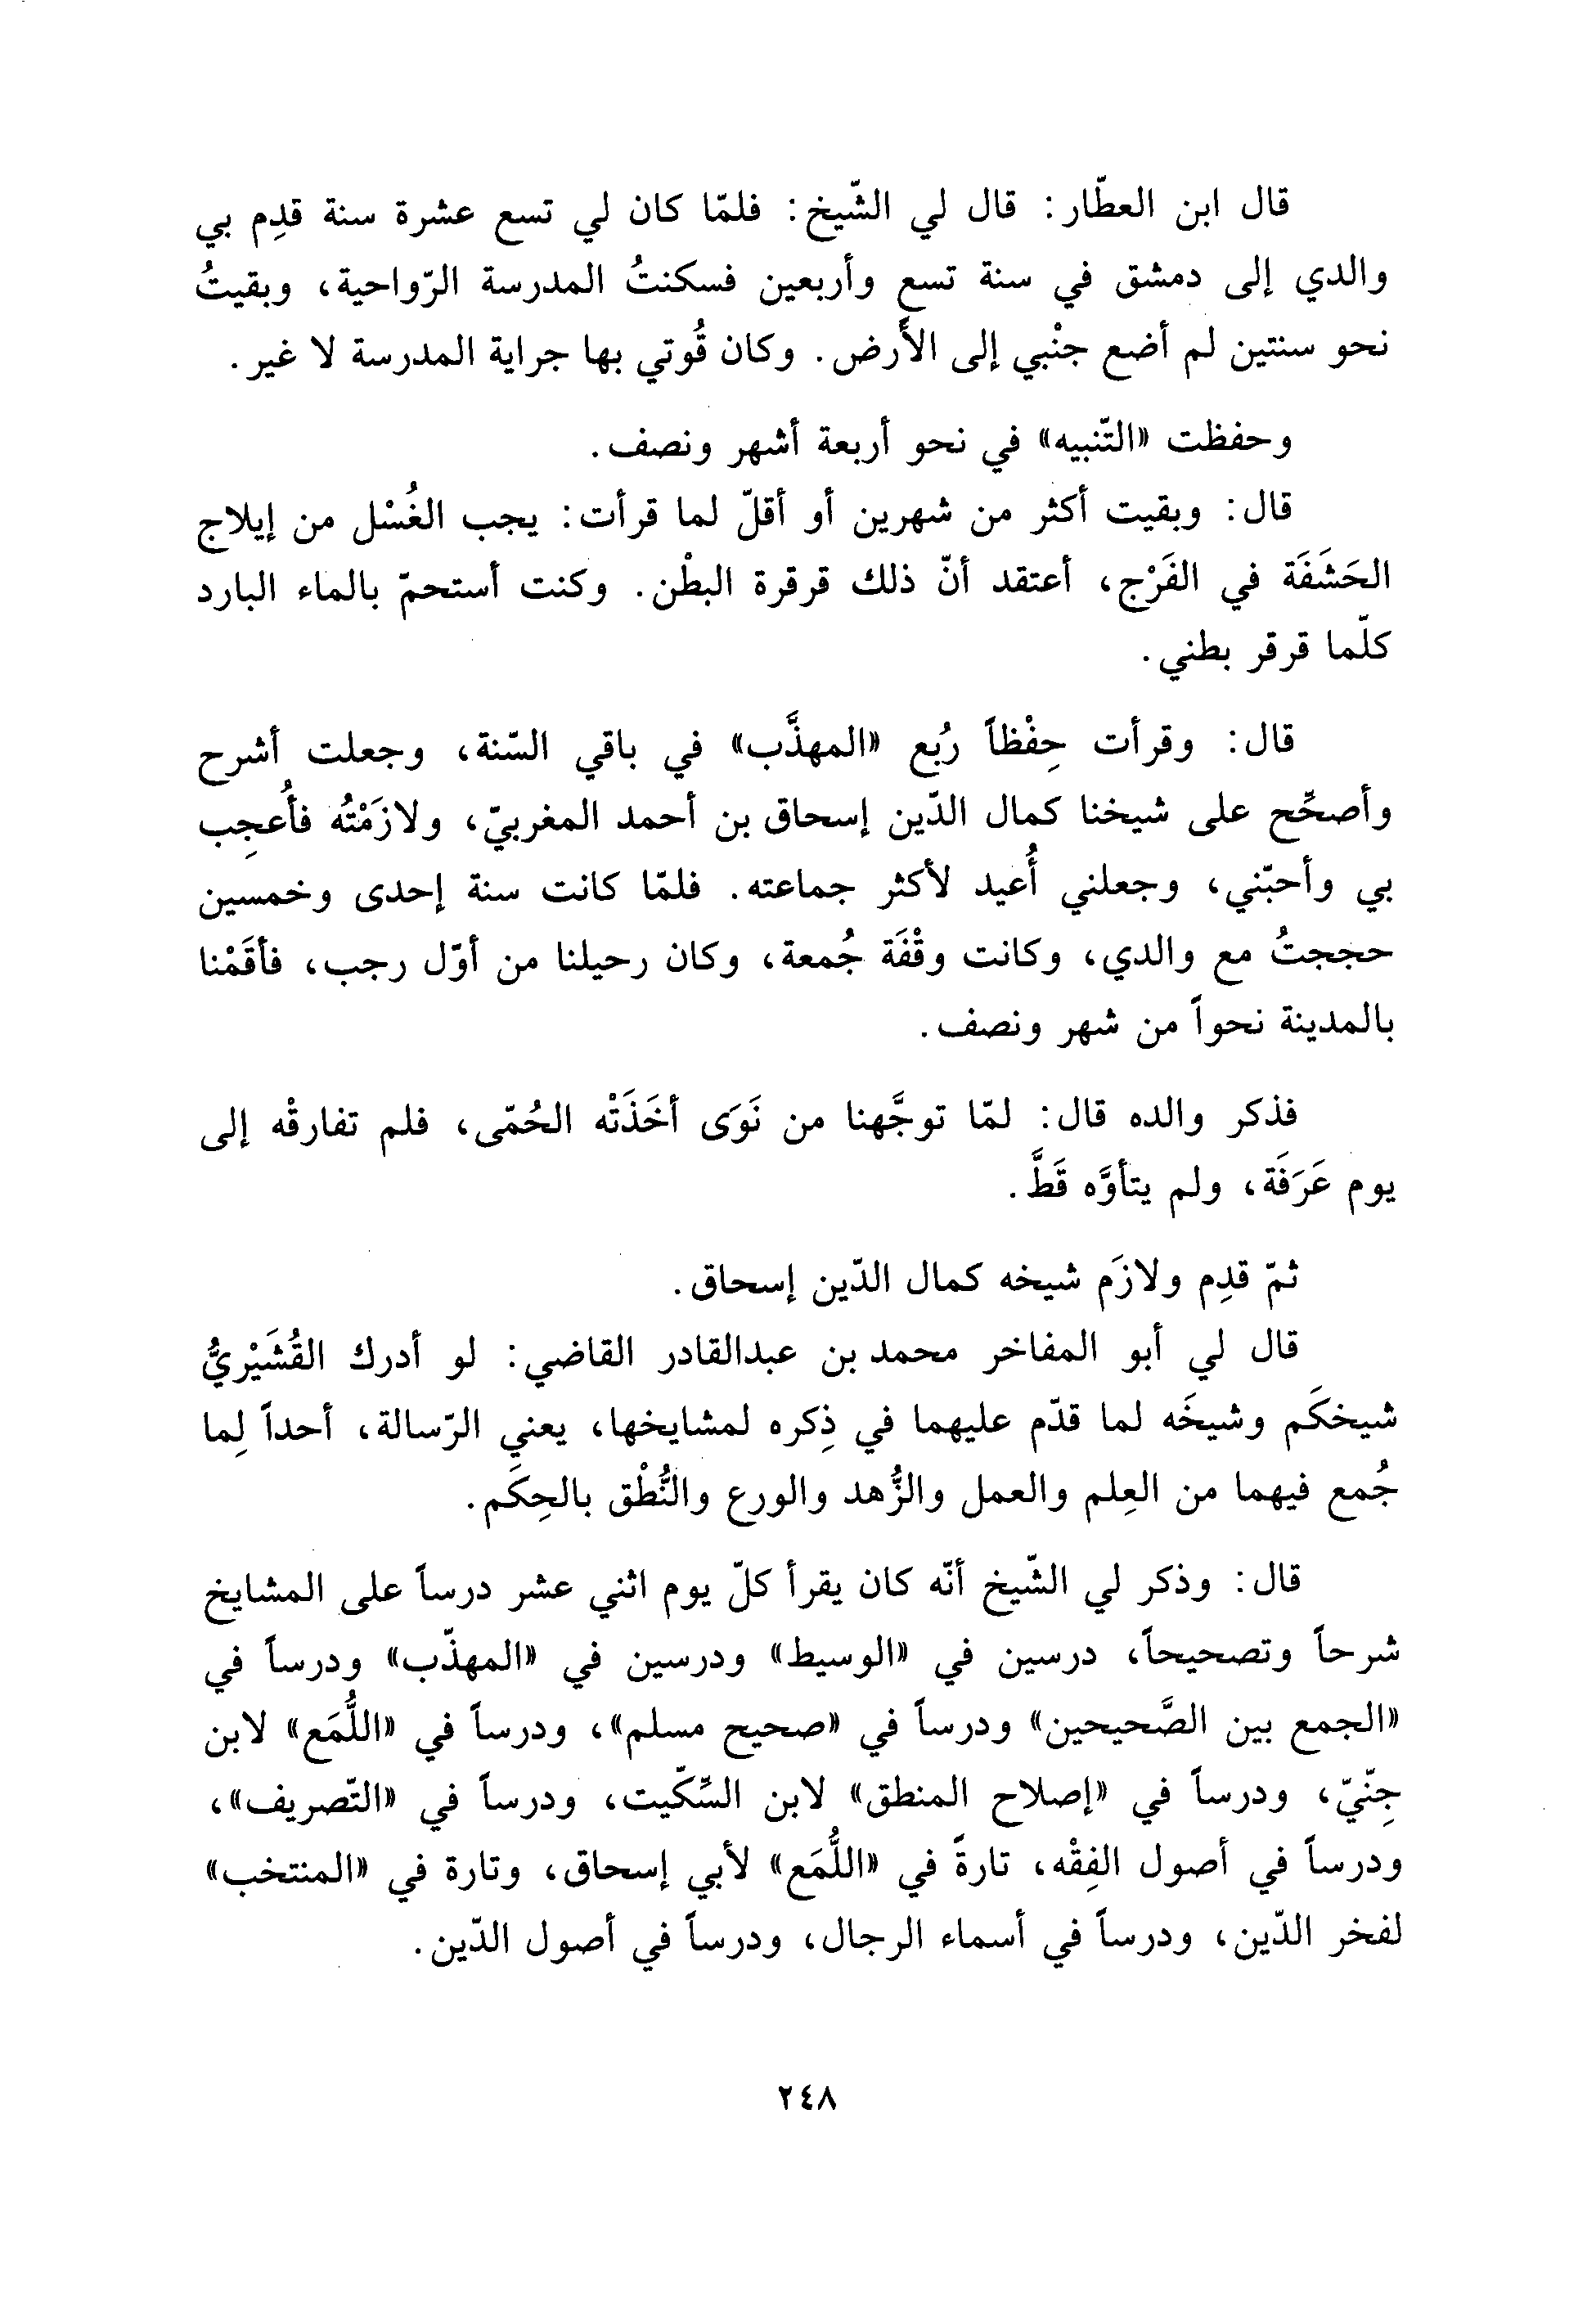 قال ابن العطّار: قال لي الشّيخ: فلمّا كان لي تسع عشرة سنة قدِم بي
والدي إلى دمشق في سنة تسعٍ وأربعين فسكنتُ المدرسة الرّواحية، وبقيتُ
نحو سنتين لم أضع جنْبي إلى الأرض. وكان قُوتي بها جراية المدرسة لا غير.
وحفظت «التّنبيه» في نحو أربعة أشهر ونصف.
قال: وبقيت أكثر من شهرين أو أقلّ لما قرأت: يجب الغُسْل من إيلاج
الحَشَفَة في الفَرْج، أعتقد أنّ ذلك قرقرة البطْن. وكنت أستحمّ بالماء البارد
كلّما قرقر بطني.
قال: وقرأت حِفْظاً رُبع «المهذَّب» في باقي السّنة، وجعلت أشرح
وأصحِّح على شيخنا كمال الدّين إسحاق بن أحمد المغربيّ، ولازَمْتُه فأُعجِب
بي وأحبّني، وجعلني أُعيد لأكثر جماعته. فلمّا كانت سنة إحدى وخمسين
حججتُ مع والدي، وكانت وقْفَة جُمعة، وكان رحيلنا من أوّل رجب، فأقَمْنا
بالمدينة نحواً من شهر ونصف.
فذكر والده قال: لمّا توجَّهنا من نَوَى أخَذَتْه الحُمّى، فلم تفارقْه إلى
يوم عَرَفَة، ولم يتأوَّه قَطَّ.
ثمّ قدِم ولازَم شيخه كمال الدّين إسحاق.
قال لي أبو المفاخر محمد بن عبدالقادر القاضي: لو أدرك القُشَيْريُّ
شيخكَم وشيخَه لما قدّم عليهما في ذِكره لمشايخها، يعني الرّسالة، أحداً لِما
جُمع فيهما من العِلم والعمل والزُّهد والورع والنُّطْق بالحِكَم.
قال: وذكر لي الشّيخ أنّه كان يقرأ كلّ يوم اثني عشر درساً على المشايخ
شرحاً وتصحيحاً، درسين في «الوسيط» ودرسين في «المهذّب» ودرساً في
«الجمع بين الصَّحيحين» ودرساً في «صحيح مسلم»، ودرساً في «اللُّمَع» لابن
جِنّيّ، ودرساً في «إصلاح المنطق» لابن السِّكّيت، ودرساً في «التّصريف»،
ودرساً في أصول الفِقْه، تارةً في «اللُّمَع» لأبي إسحاق، وتارة في «المنتخب»
لفخر الدّين، ودرساً في أسماء الرجال، ودرساً في أصول الدّين.
٢٤٨